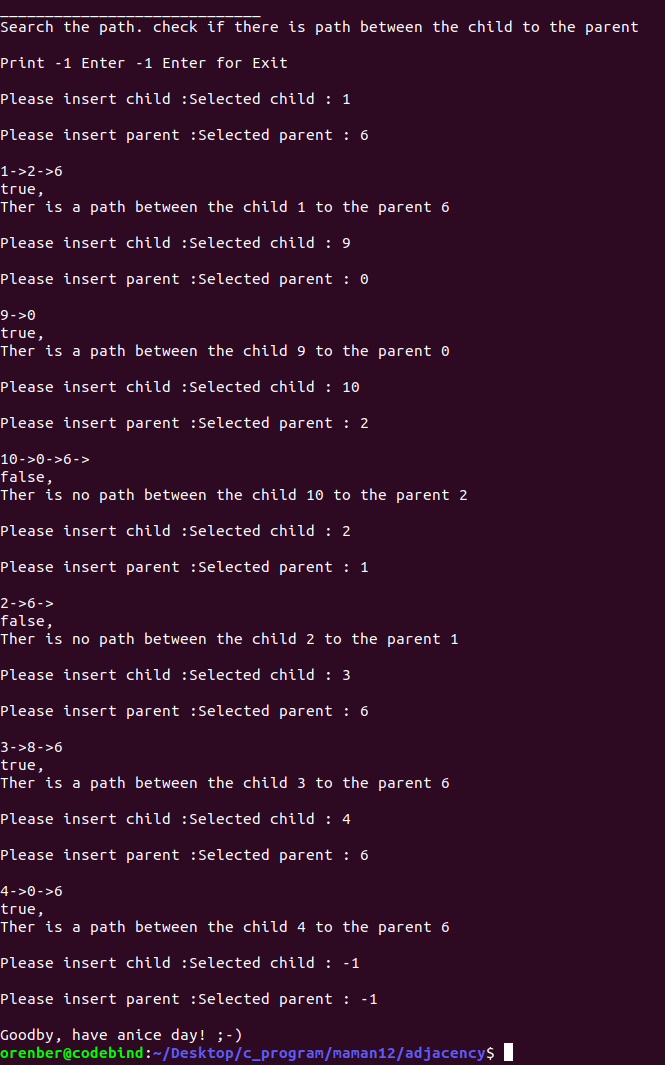 _____________________________
Search the path. check if there is path between the child to the parent
Print -1 Enter -1 Enter for Exit
Please insert child :Selected child : 1
Please insert parent :Selected parent : 6
1->2->6
true,
Ther is a path between the child 1 to the parent 6
Please insert child :Selected child : 9
Please insert parent :Selected parent : 0
9->0
true,
Ther is a path between the child 9 to the parent 0
Please insert child :Selected child : 10
Please insert parent :Selected parent : 2
10->0->6->
false,
Ther is no path between the child 10 to the parent 2
Please insert child :Selected child : 2
Please insert parent :Selected parent : 1
2->6->
false,
Ther is no path between the child 2 to the parent 1
Please insert child :Selected child : 3
Please insert parent :Selected parent : 6
3->8->6
true,
Ther is a path between the child 3 to the parent 6
Please insert child :Selected child : 4
Please insert parent :Selected parent : 6
4->0->6
true,
Ther is a path between the child 4 to the parent 6
Please insert child :Selected child : -1
Please insert parent :Selected parent : -1
Goodby, have anice day! ;-)
orenber@codebind:~/Desktop/c_program/maman12/adjacency$